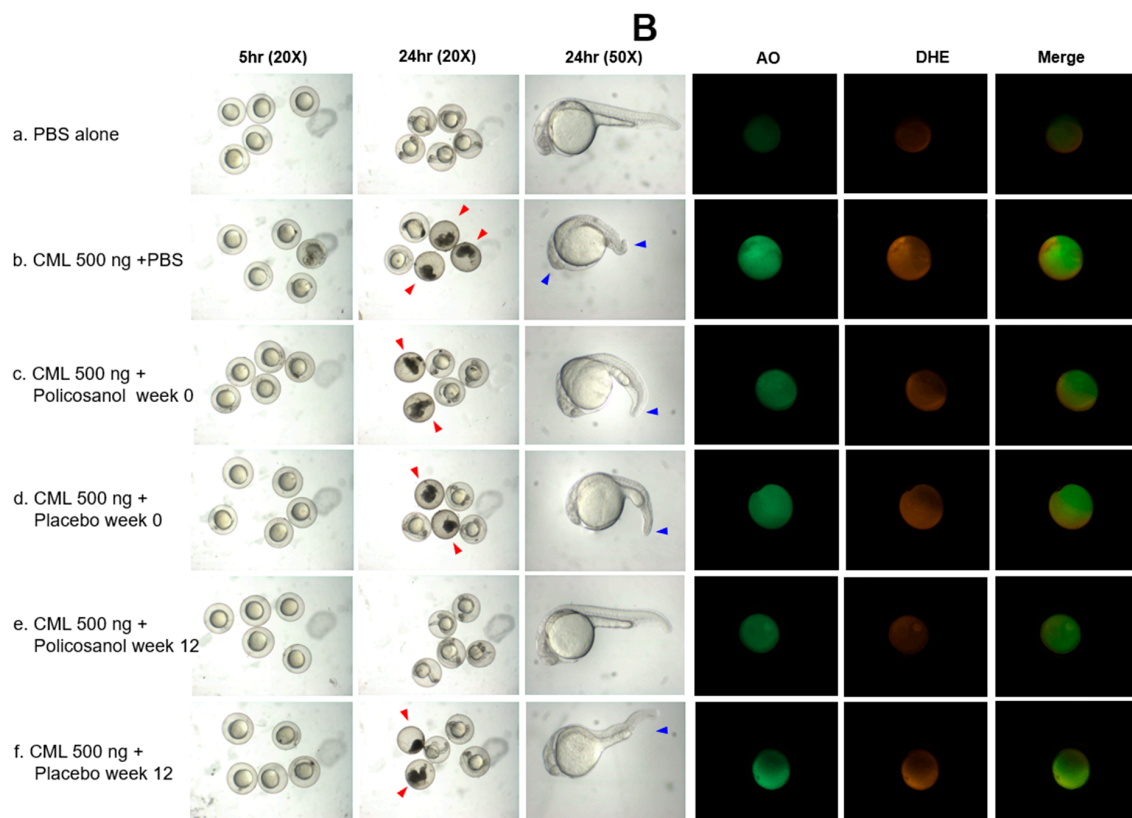 B
5hr (20X) 24hr (20X) 24hr (50X) AO DHE Merge
a. PBS alone
b. CML 500 ng +PBS
c. CML 500 ng +
Policosanol week 0
d. CML 500 ng +
Placebo week 0
e. CML 500 ng +
Policosanol week 12
f. CML 500 ng +
Placebo week 12